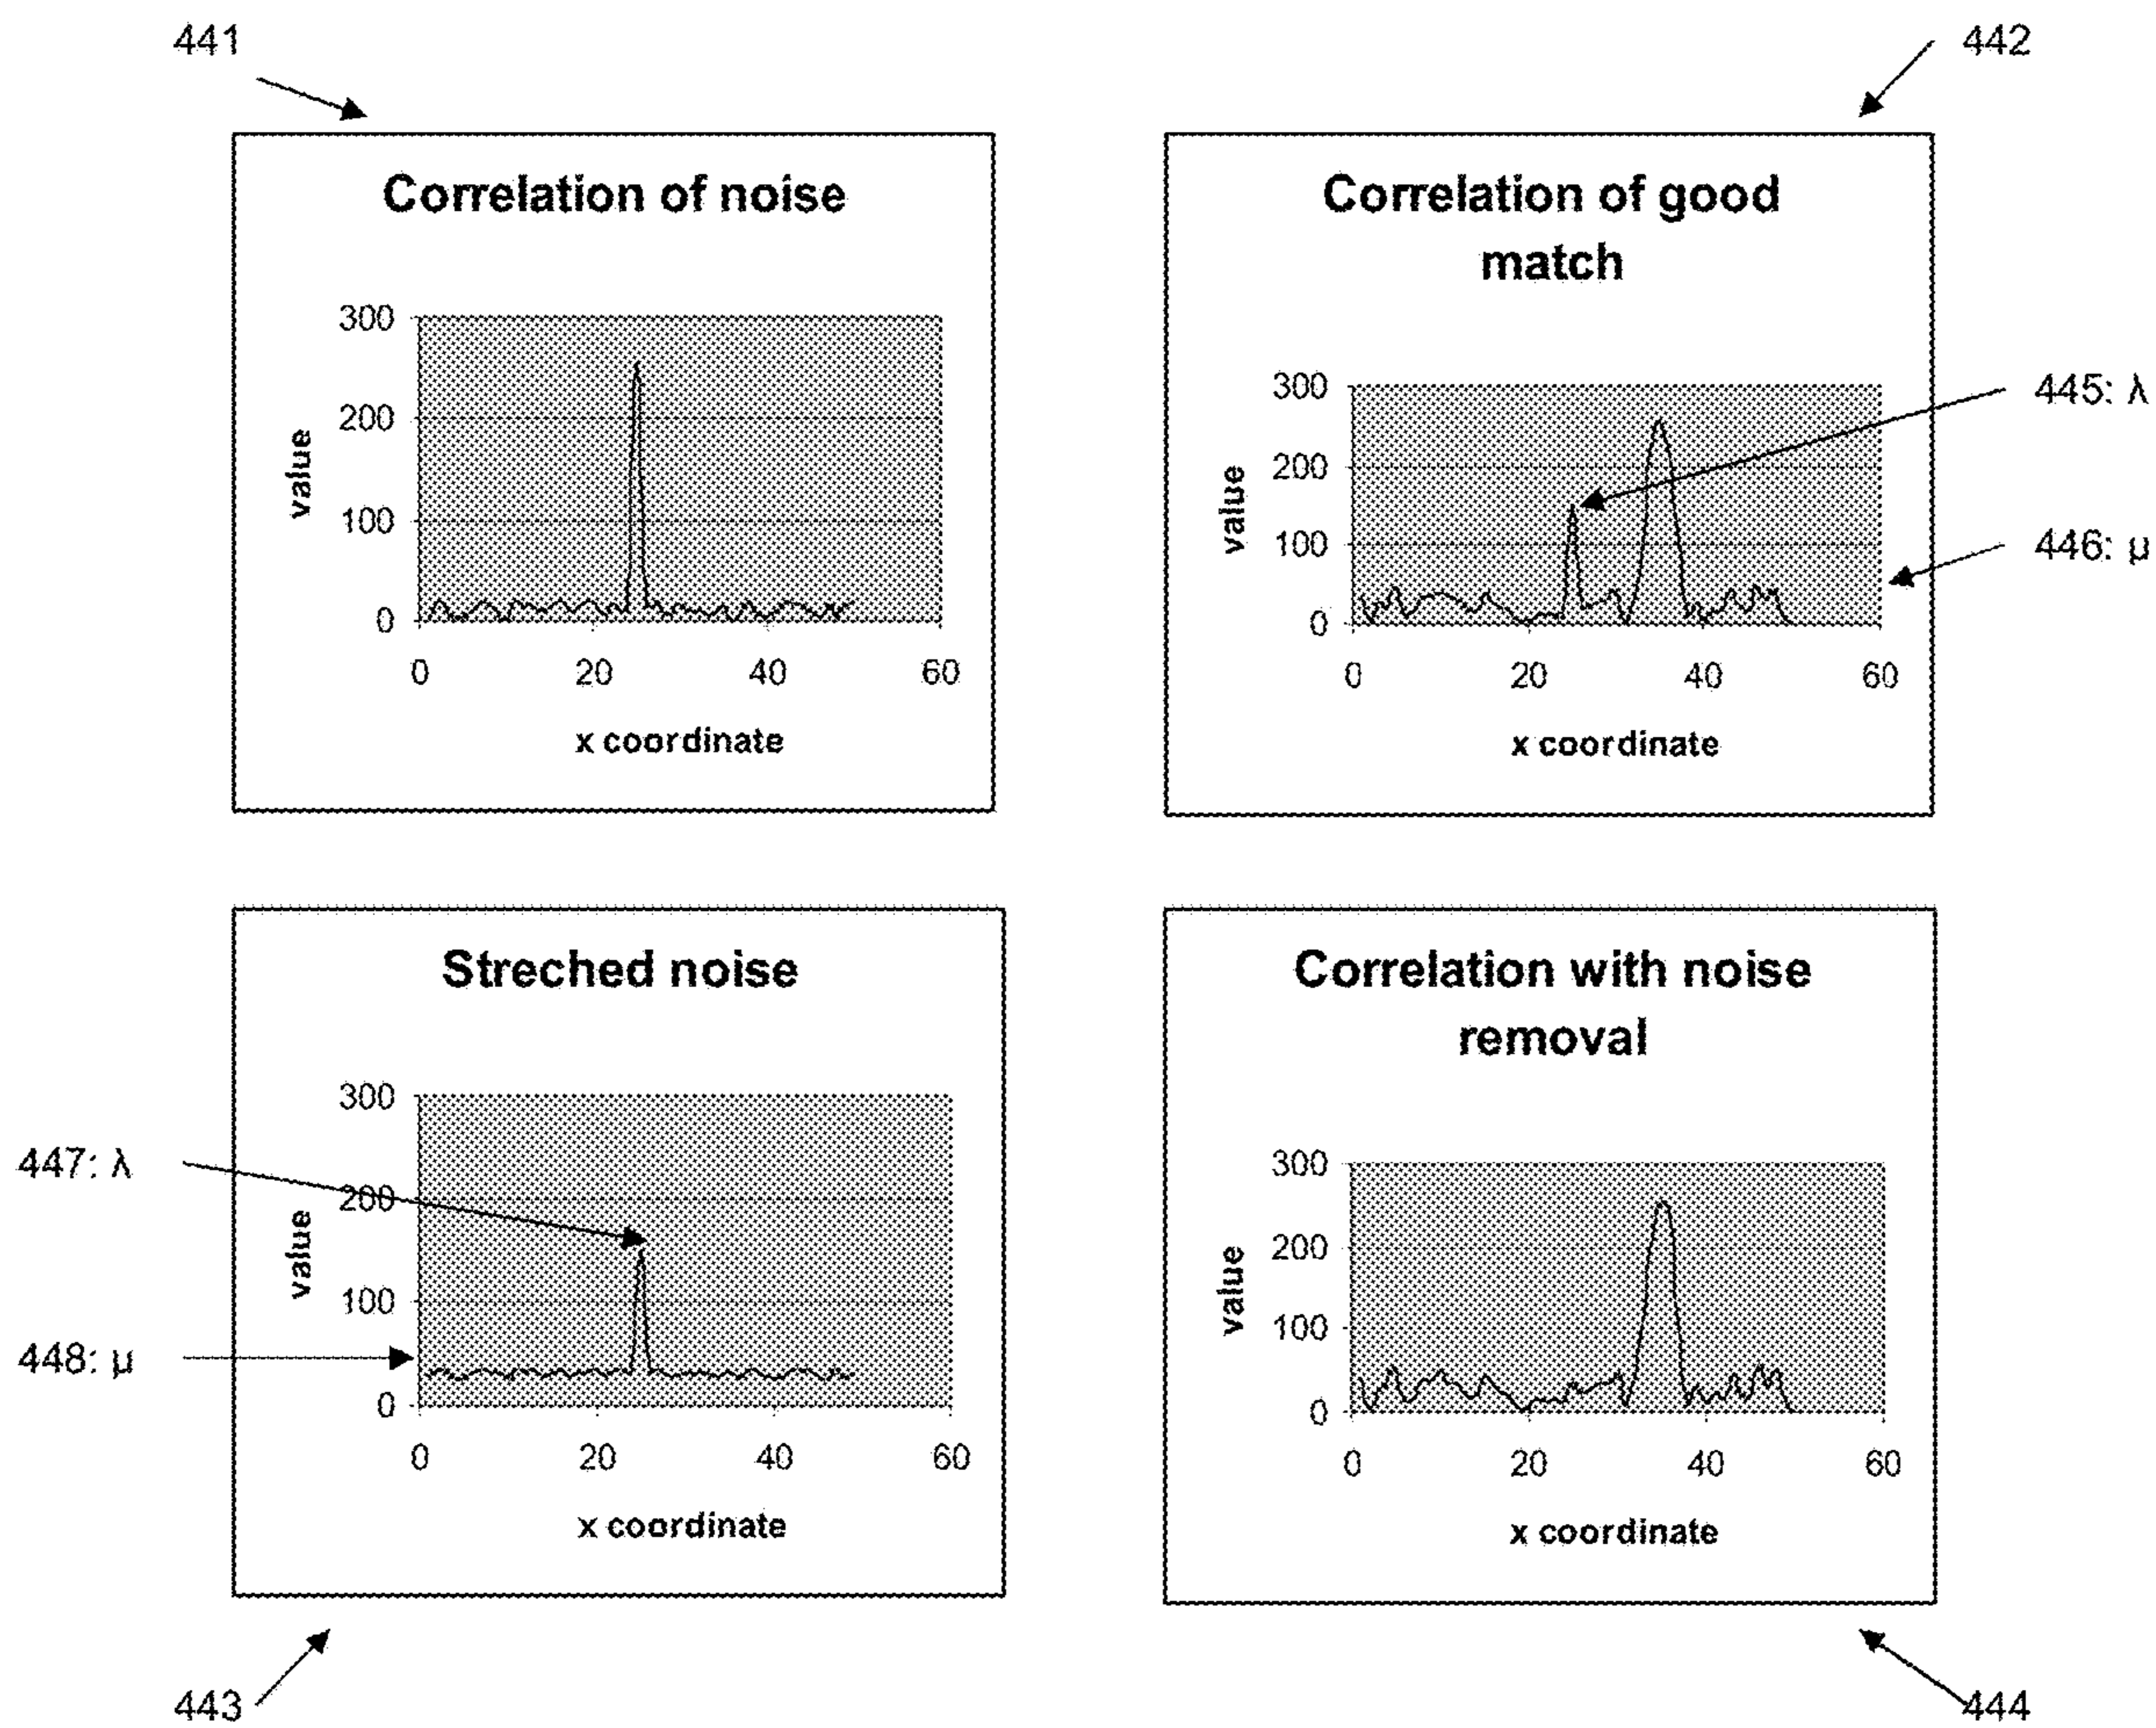 441
442
Correlation of noise
300
200
100
0
value
0 20 40 60
x coordinate
Correlation of good
match
300
200
100
0
value
0 20 40 60
x coordinate
445: λ
446: μ
Streched noise
300
200
100
0
value
0 20 40 60
x coordinate
447: λ
448: μ
Correlation with noise
removal
300
200
100
0
value
0 20 40 60
x coordinate
443
444